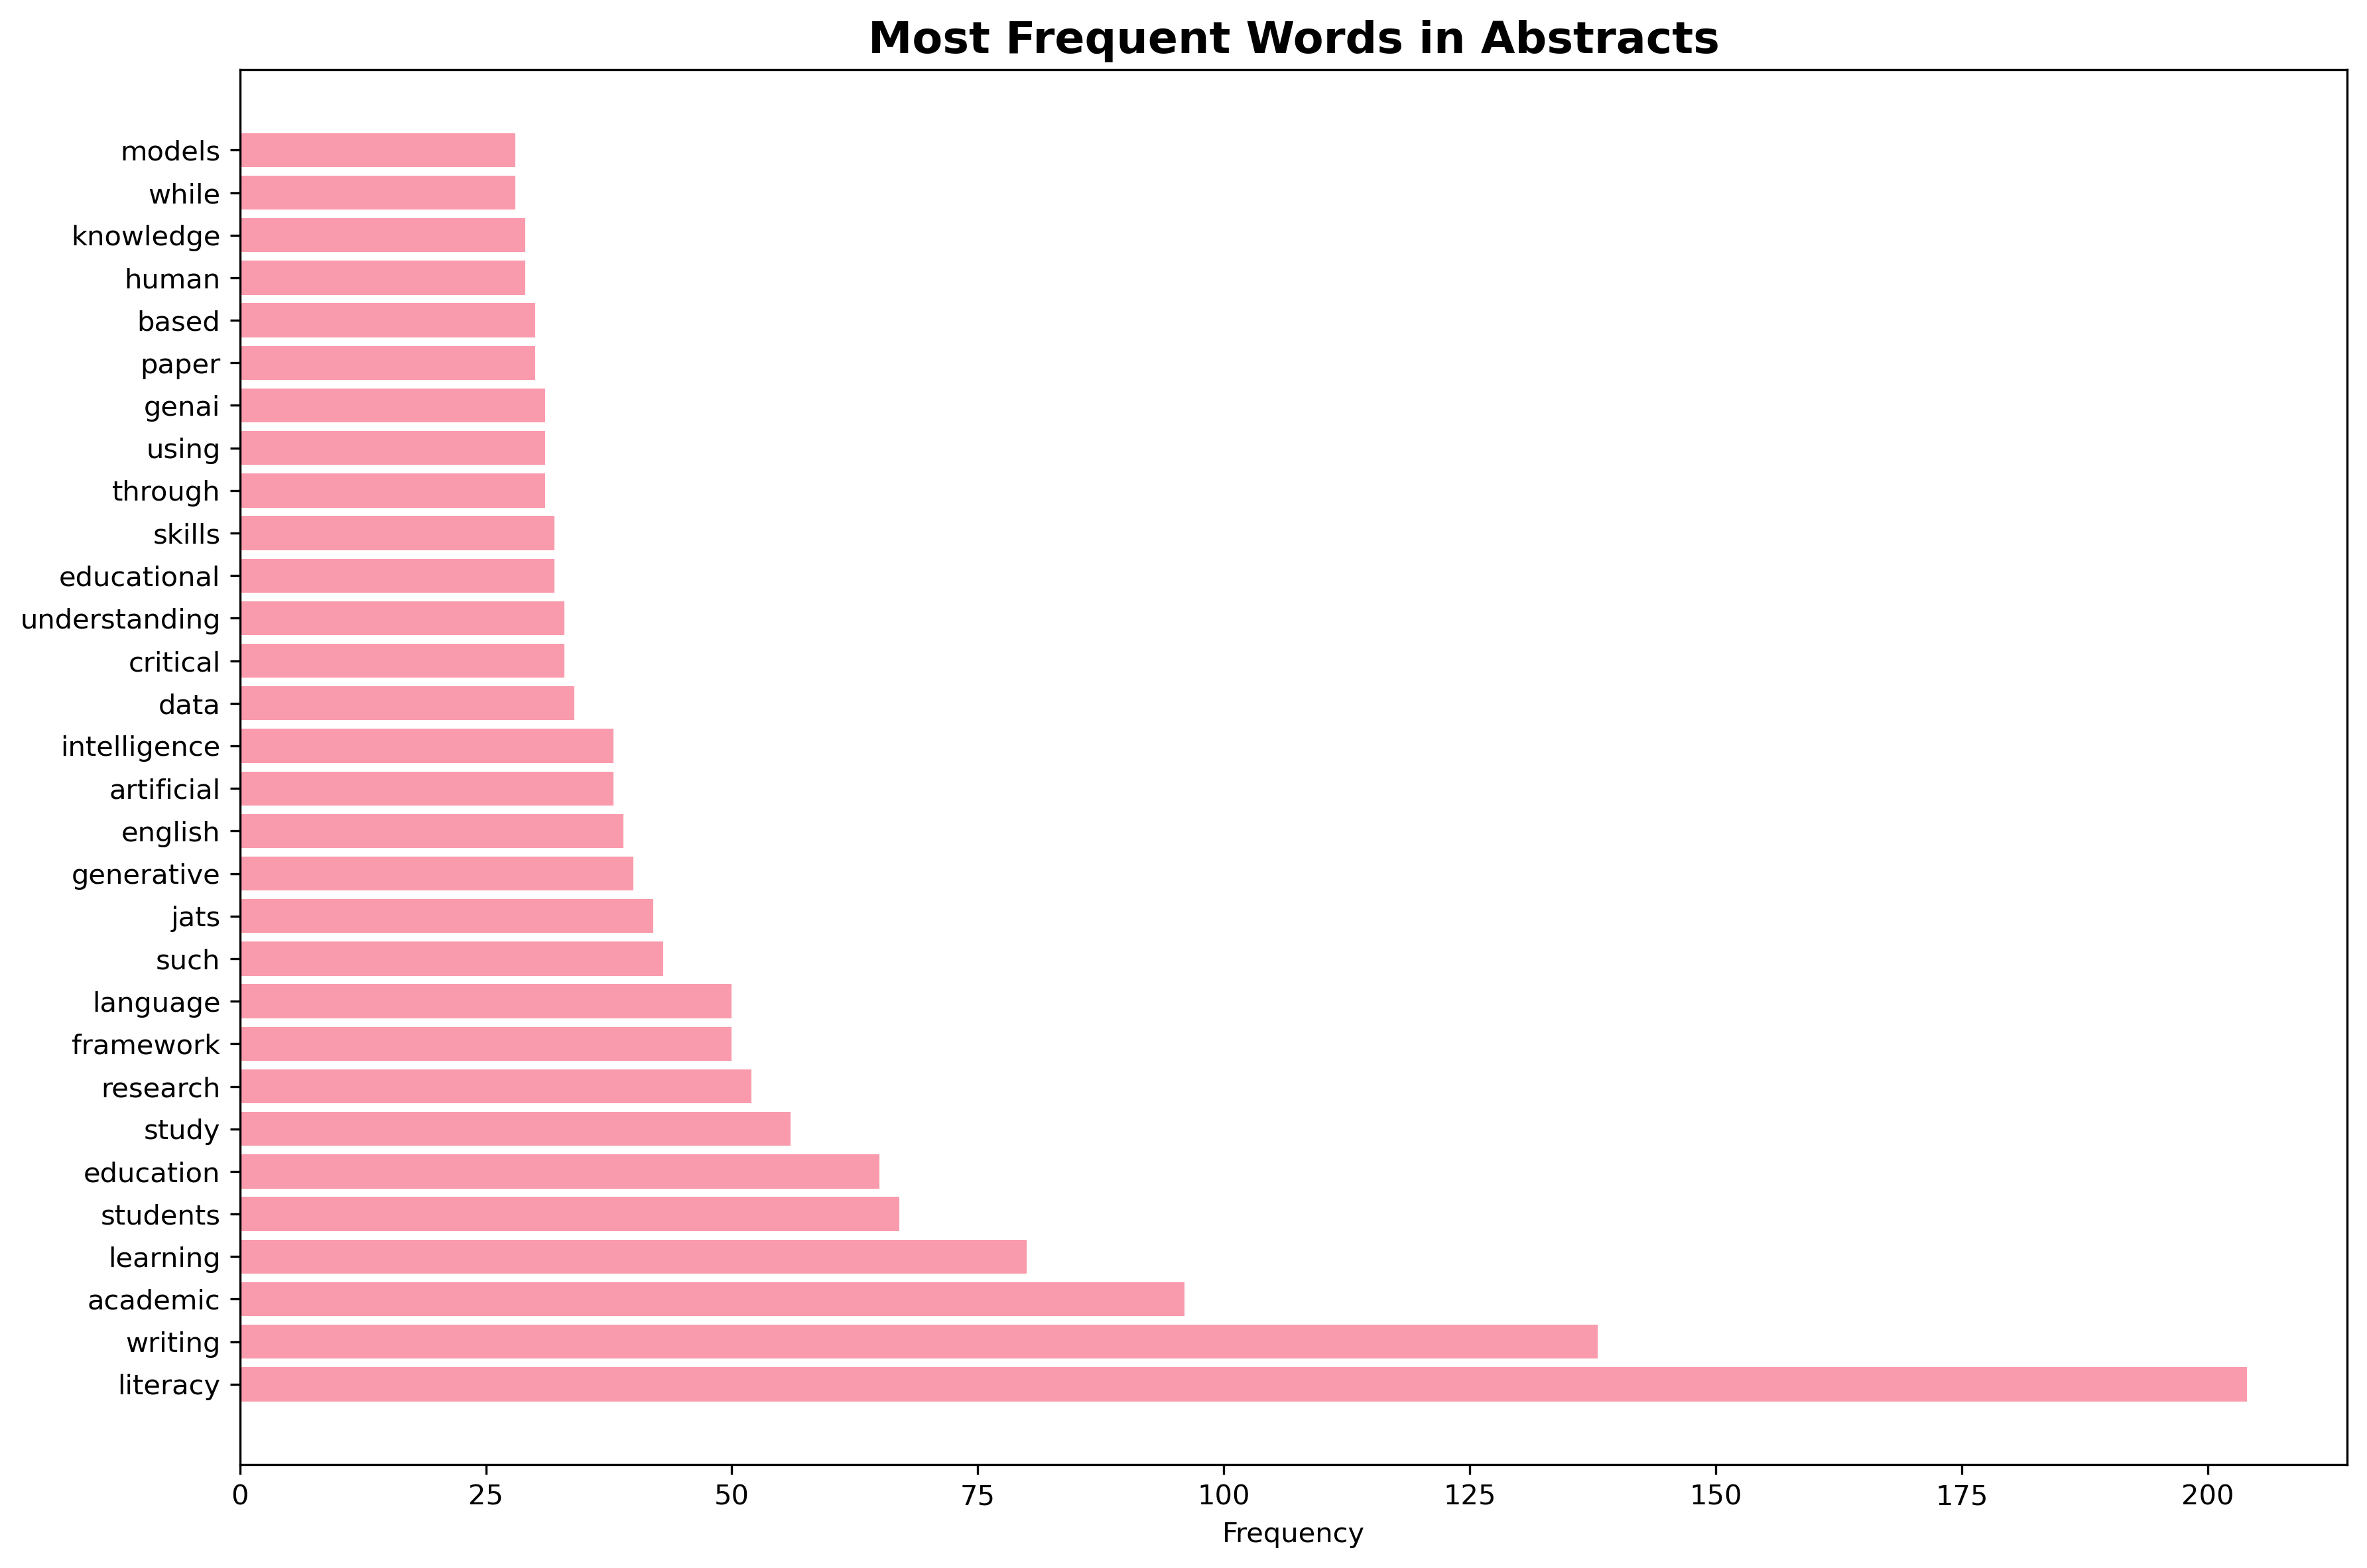 Most Frequent Words in Abstracts
models
while
knowledge
human
based
paper
genai
using
through
skills
educational
understanding
critical
data
intelligence
artificial
english
generative
jats
such
language
framework
research
study
education
students
learning
academic
writing
literacy
0 25 50 75 100 125 150 175 200
Frequency